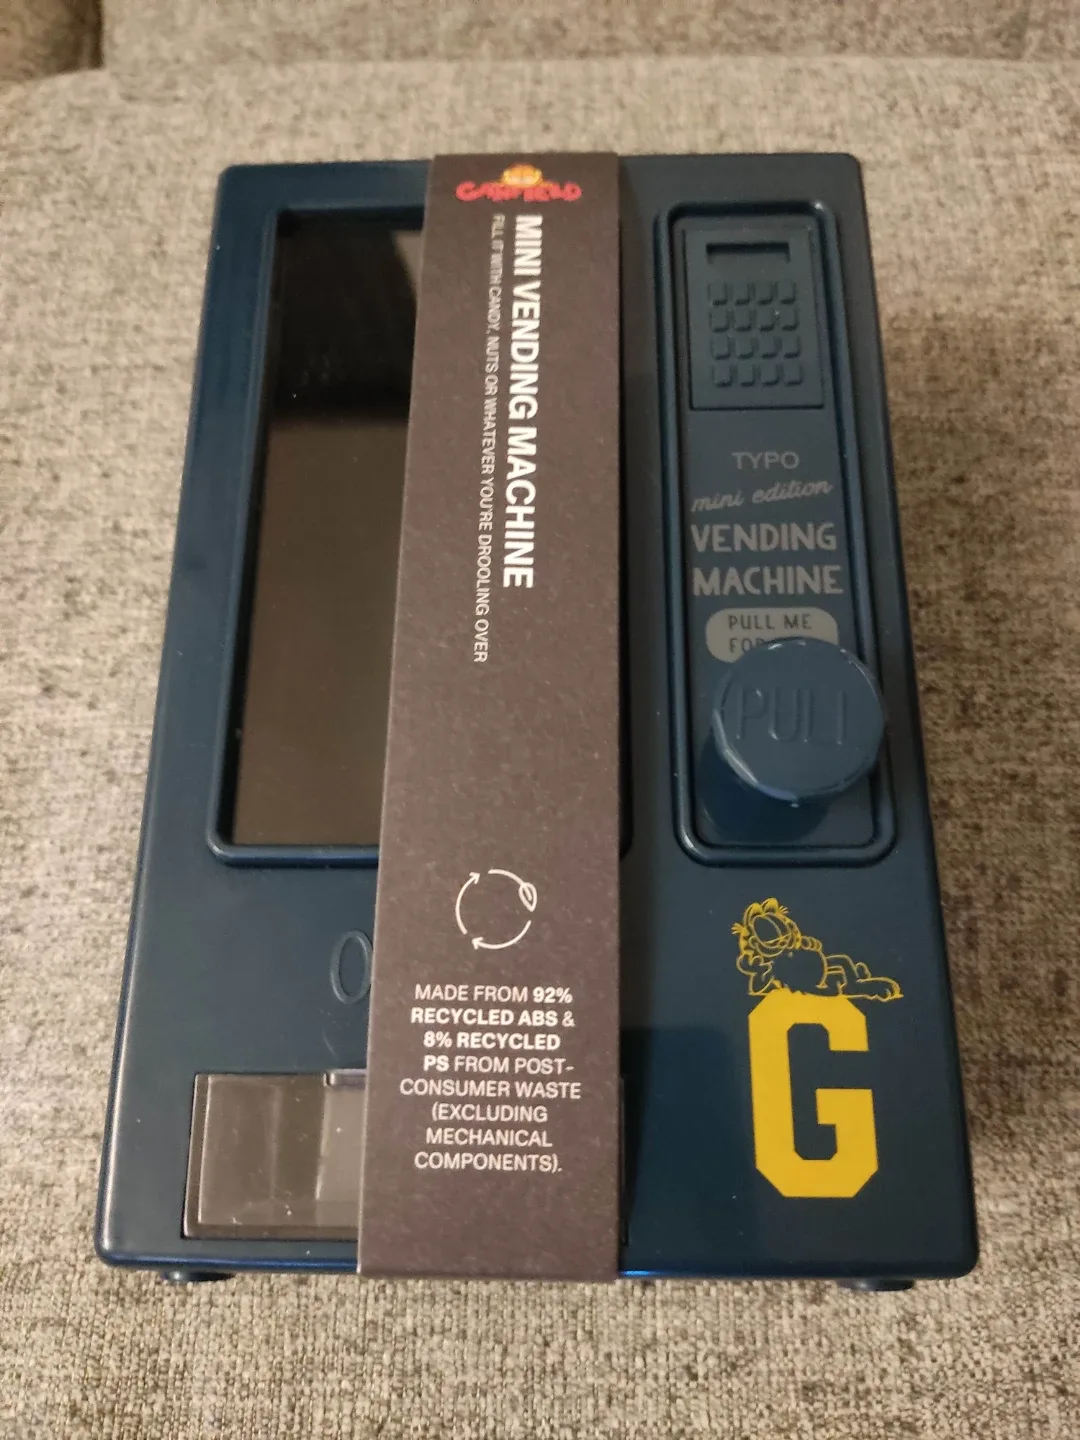 GARFIELD
MINI VENDING MACHINE
FILL IT WITH CANDY, NUTS OR WHATEVER YOU'RE DROOLING OVER
MADE FROM 92%
RECYCLED ABS &
8% RECYCLED
PS FROM POST-
CONSUMER WASTE
(EXCLUDING
MECHANICAL
COMPONENTS).
TYPO
mini edition
VENDING
MACHINE
PULL ME
PULL
G